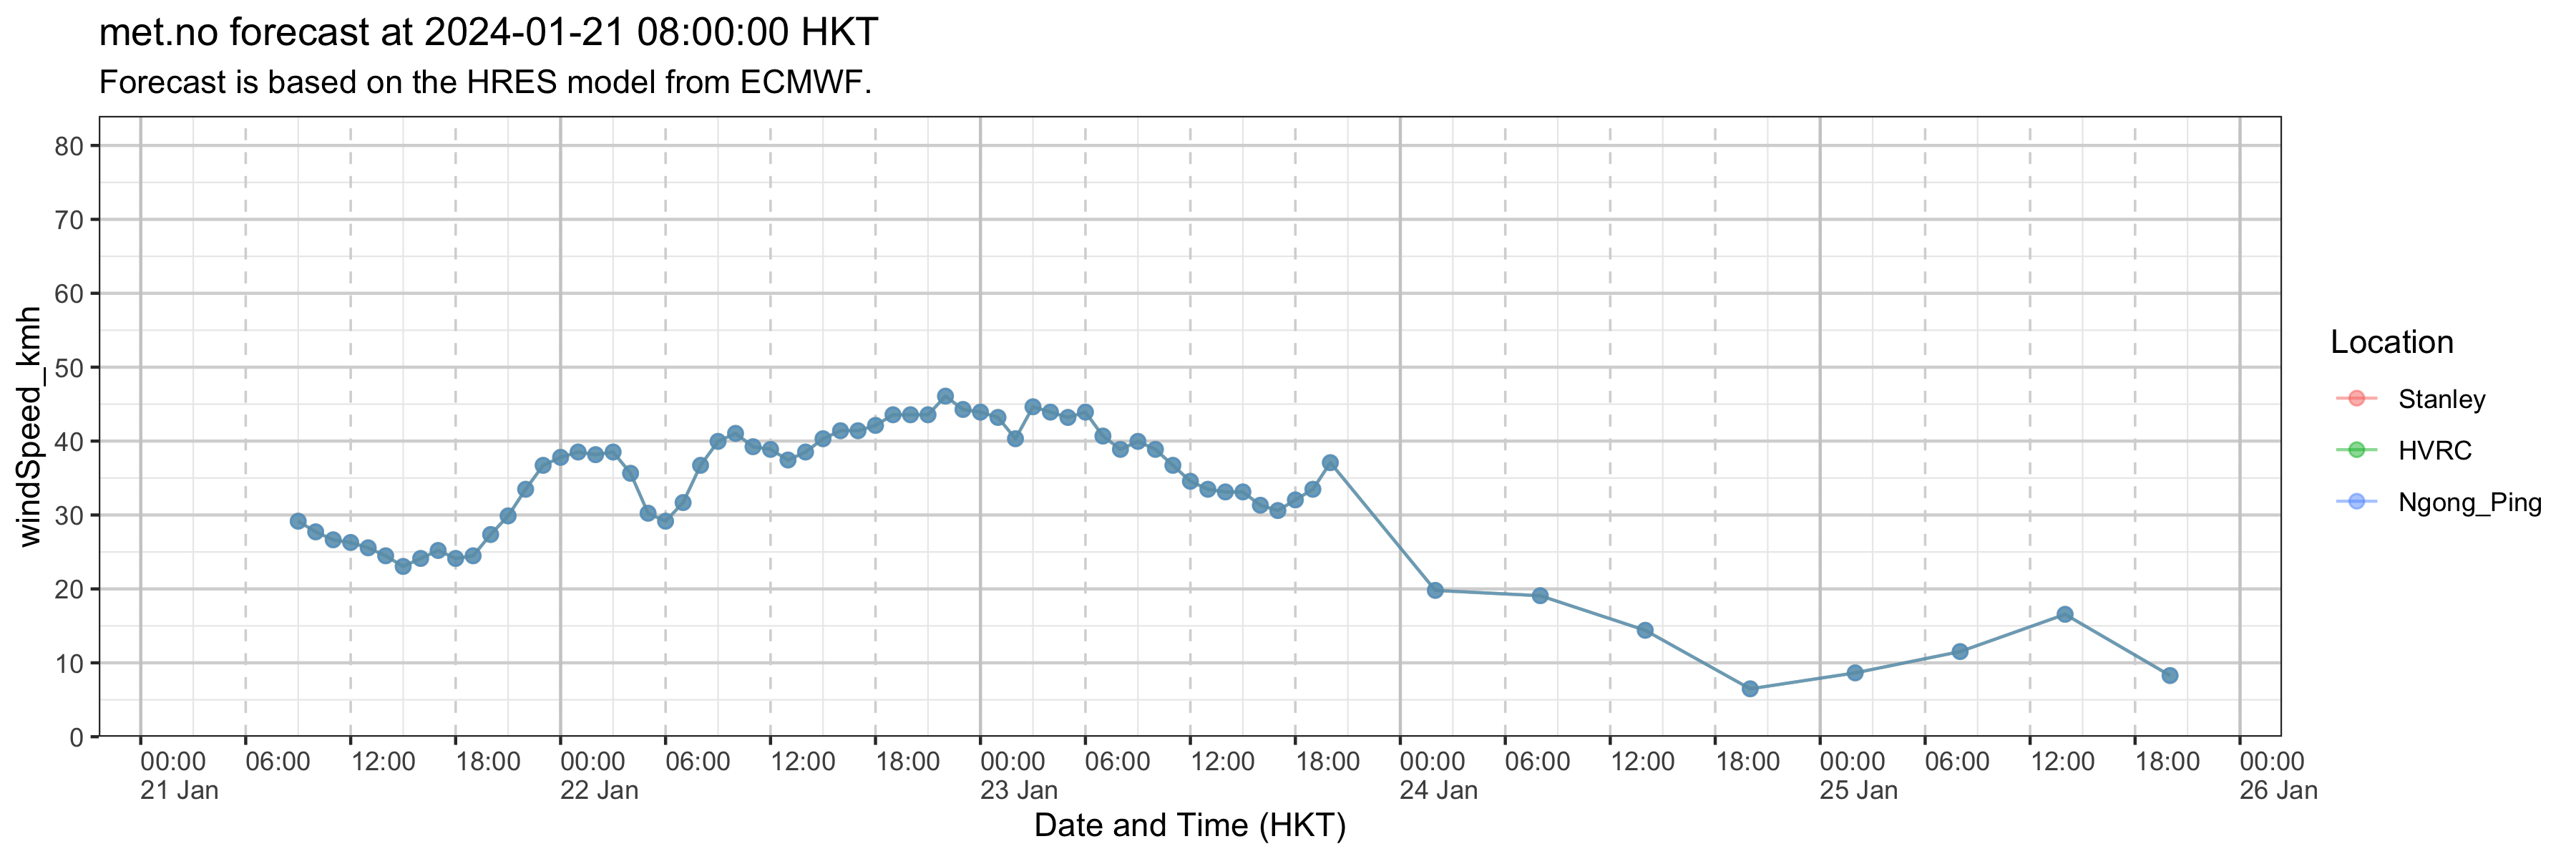 met.no forecast at 2024-01-21 08:00:00 HKT
Forecast is based on the HRES model from ECMWF.
windSpeed_kmh
80
70
60
50
40
30
20
10
0
00:00 06:00 12:00 18:00 00:00 06:00 12:00 18:00 00:00 06:00 12:00 18:00 00:00 06:00 12:00 18:00 00:00 06:00 12:00 18:00 00:00
21 Jan 22 Jan 23 Jan 24 Jan 25 Jan 26 Jan
Date and Time (HKT)
Location
Stanley
HVRC
Ngong_Ping